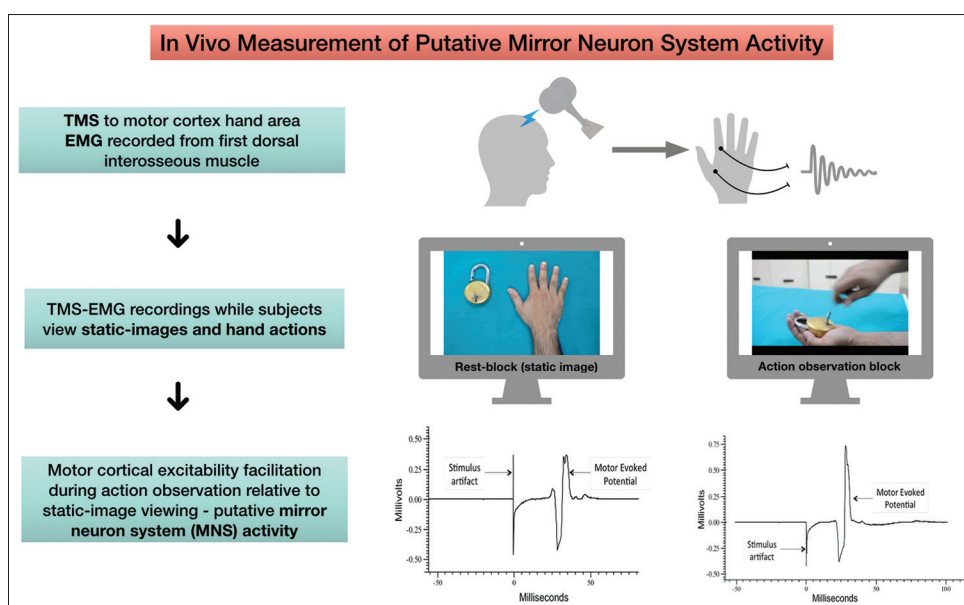 In Vivo Measurement of Putative Mirror Neuron System Activity
TMS to motor cortex hand area
EMG recorded from first dorsal
interosseous muscle
TMS-EMG recordings while subjects
view static-images and hand actions
Rest-block (static image)
Action observation block
Motor cortical excitability facilitation
during action observation relative to
static-image viewing - putative mirror
neuron system (MNS) activity
Millivolts
0.50
0.25
0.00
-0.25
-0.50
Stimulus
artifact
Motor Evoked
Potential
-50
0
50
Milliseconds
Millivolts
0.75
0.50
0.25
0.00
-0.25
-0.50
Motor Evoked
Potential
Stimulus
artifact
-50
0
50
100
Milliseconds